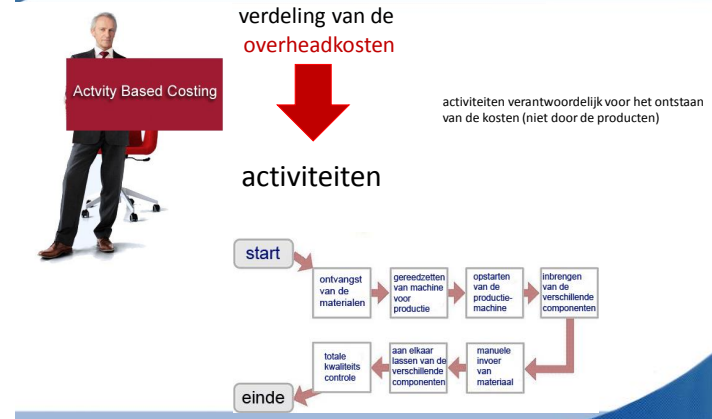 verdeling van de
overheadkosten
Actvity Based Costing
activiteiten verantwoordelijk voor het ontstaan
van de kosten (niet door de producten)
activiteiten
start
ontvangst
van de
materialen
gereedzetten
van machine
voor
productie
opstarten
van de
productie-
machine
inbrengen
van de
verschillende
componenten
manuele
invoer
van
materiaal
aan elkaar
lassen van de
verschillende
componenten
totale
kwaliteits
controle
einde